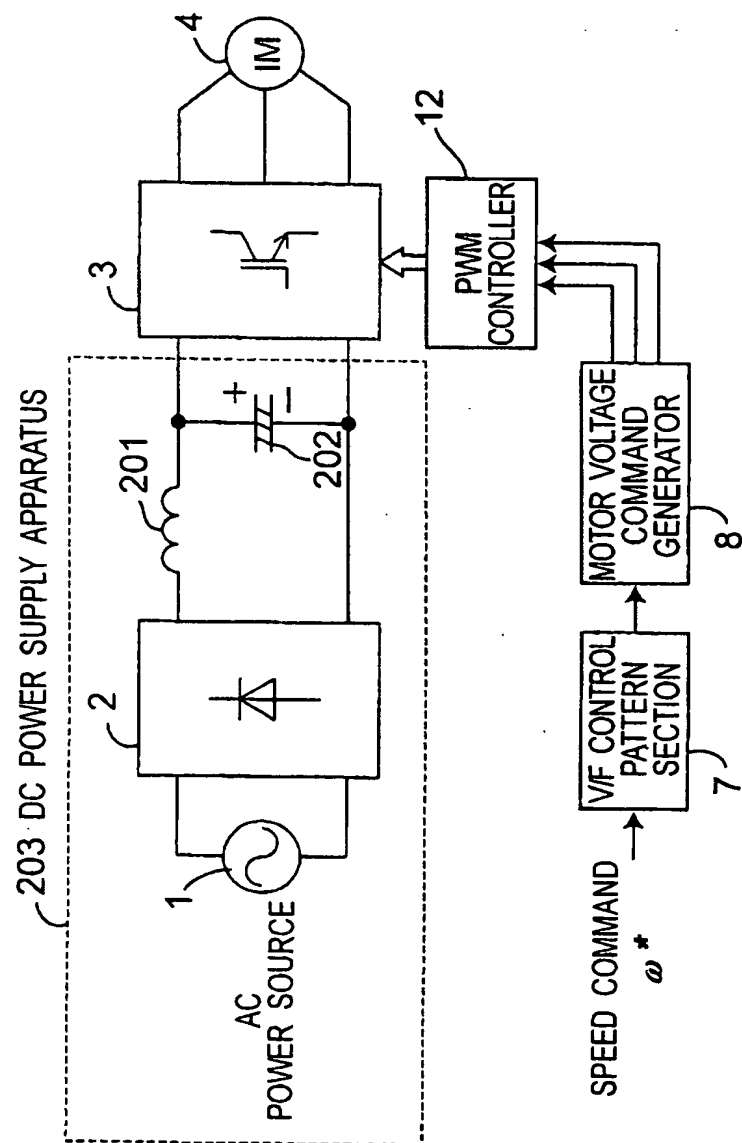 203 DC POWER SUPPLY APPARATUS
201
+
−
202
2
1
AC
POWER SOURCE
3
4
IM
12
PWM
CONTROLLER
SPEED COMMAND
ω*
V/F CONTROL
PATTERN
SECTION
7
MOTOR VOLTAGE
COMMAND
GENERATOR
8